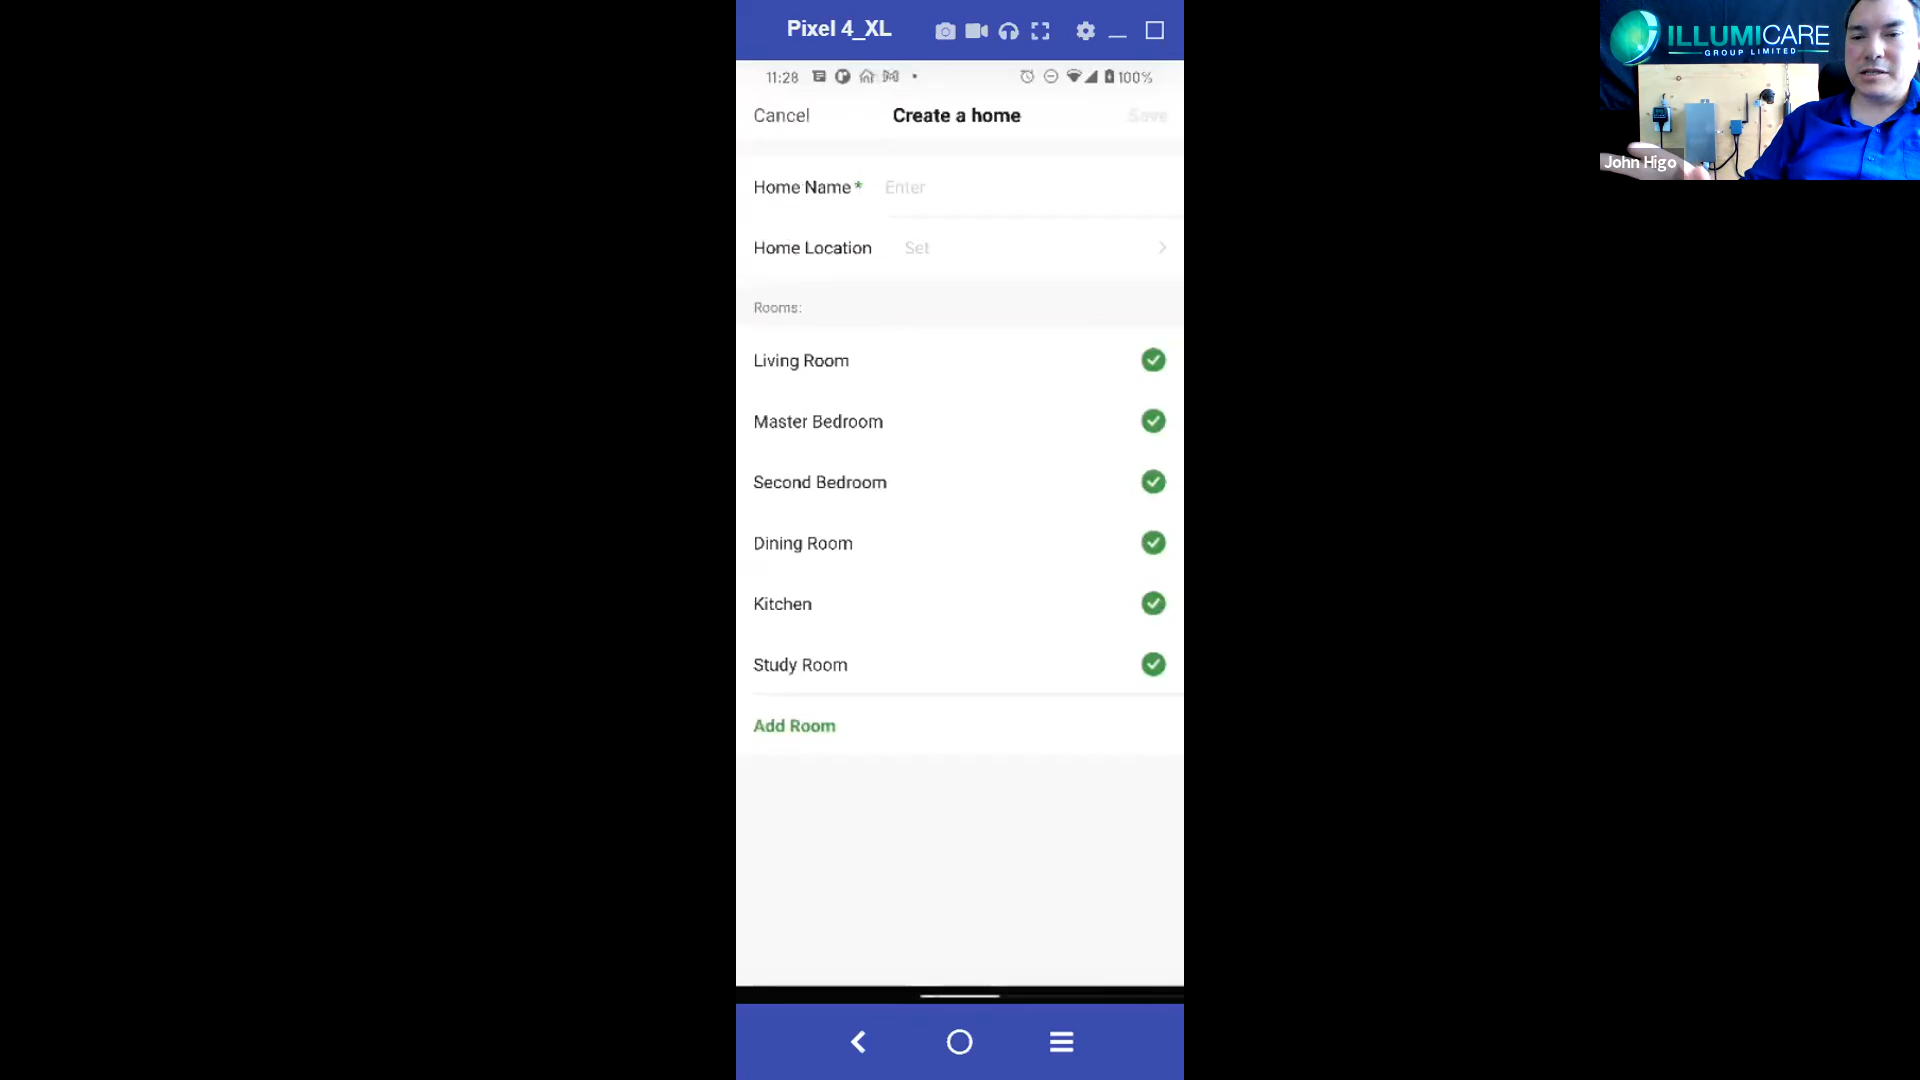 Pixel 4_XL
11:28
100%
Cancel
Create a home
Save
Home Name *
Enter
Home Location
Set
Rooms:
Living Room
Master Bedroom
Second Bedroom
Dining Room
Kitchen
Study Room
Add Room
ILLUMICARE
GROUP LIMITED
John Higo